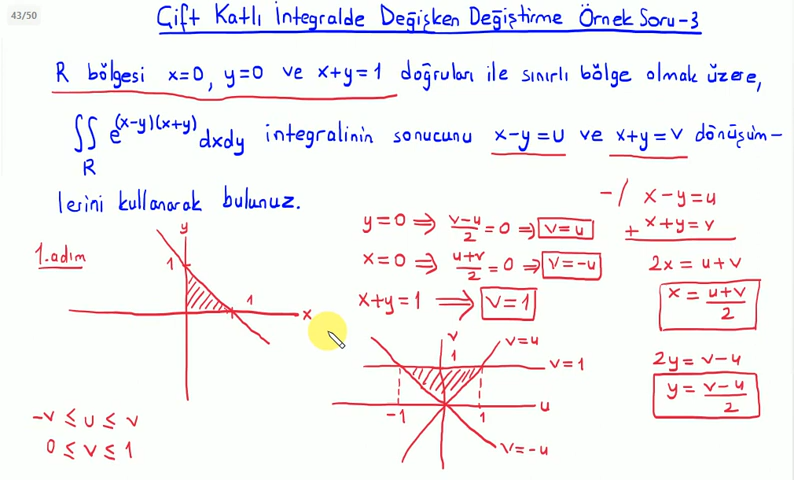 43/50
Çift Katlı İntegralde Değişken Değiştirme Örnek Soru-3
R bölgesi x=0, y=0 ve x+y=1 doğruları ile sınırlı bölge olmak üzere,
∬_R e^(x-y)(x+y) dxdy integralinin sonucunu x-y=u ve x+y=v dönüşüm-
lerini kullanarak bulunuz.
1.adım
y
1
1
x
-v ≤ u ≤ v
0 ≤ v ≤ 1
y=0 ⇒ (v-u)/2 = 0 ⇒ v=u
x=0 ⇒ (u+v)/2 = 0 ⇒ v=-u
x+y=1 ⇒ v=1
v
1
v=u
v=1
-1
1
u
v=-u
-/ x-y=u
+ x+y=v
2x = u+v
x = (u+v)/2
2y = v-u
y = (v-u)/2